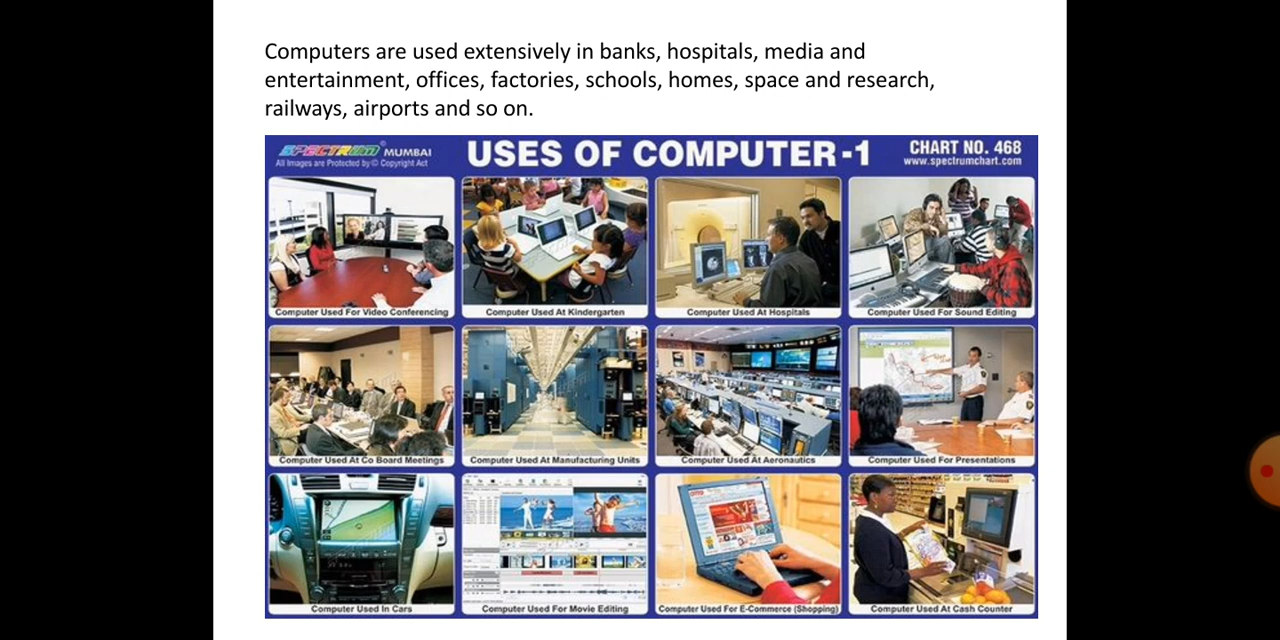 Computers are used extensively in banks, hospitals, media and
entertainment, offices, factories, schools, homes, space and research,
railways, airports and so on.
SPECTRUM® MUMBAI
All Images are Protected by © Copyright Act
USES OF COMPUTER-1
CHART NO. 468
www.spectrumchart.com
Computer Used For Video Conferencing
Computer Used At Kindergarten
Computer Used At Hospitals
Computer Used For Sound Editing
Computer Used At Co Board Meetings
Computer Used At Manufacturing Units
Computer Used At Aeronautics
Computer Used For Presentations
Computer Used In Cars
Computer Used For Movie Editing
Computer Used For E-Commerce (Shopping)
Computer Used At Cash Counter